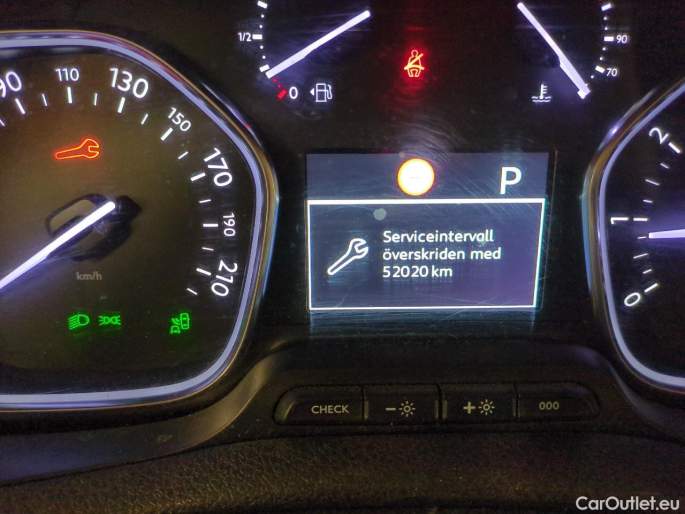 1/2
0
90
70
90
110
130
150
170
190
210
km/h
P
Serviceintervall
överskriden med
52020 km
2
1
0
CHECK
-
+
000
CarOutlet.eu